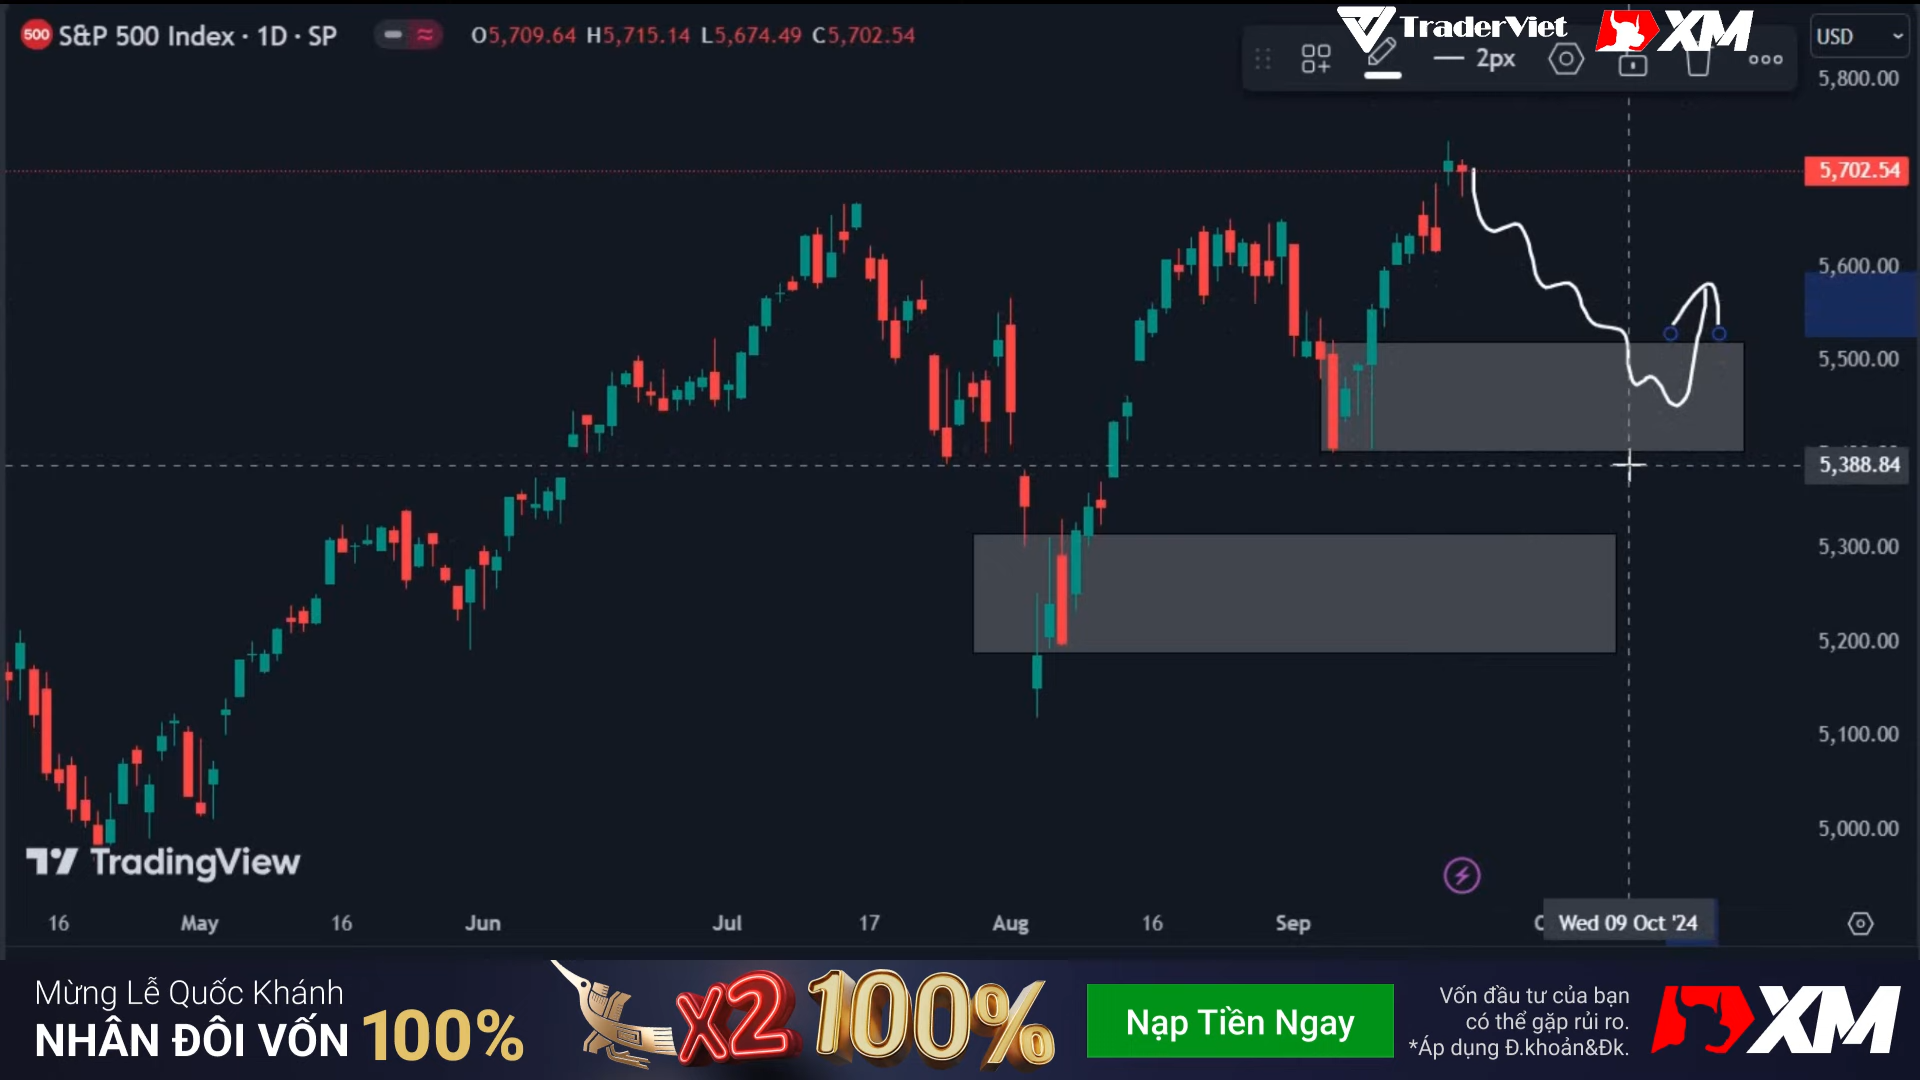 500 S&P 500 Index · 1D · SP
O5,709.64 H5,715.14 L5,674.49 C5,702.54
TraderViet
XM
2px
USD
5,800.00
5,702.54
5,600.00
5,500.00
5,388.84
5,300.00
5,200.00
5,100.00
5,000.00
TradingView
16 May 16 Jun Jul 17 Aug 16 Sep Wed 09 Oct '24
Mừng Lễ Quốc Khánh
NHÂN ĐÔI VỐN 100%
x2 100%
Nạp Tiền Ngay
Vốn đầu tư của bạn
có thể gặp rủi ro.
*Áp dụng Đ.khoản&Đk.
XM